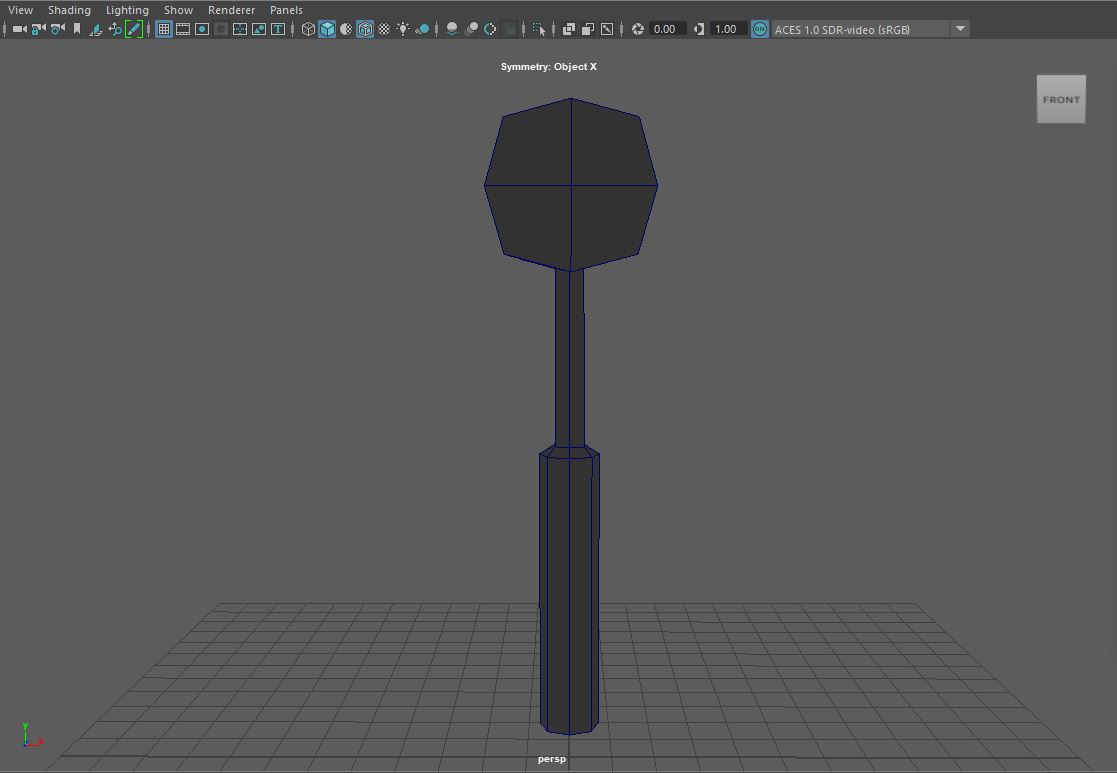 View Shading Lighting Show Renderer Panels
T 0.00 1.00 ON ACES 1.0 SDR-video (sRGB)
Symmetry: Object X
FRONT
y
x
persp